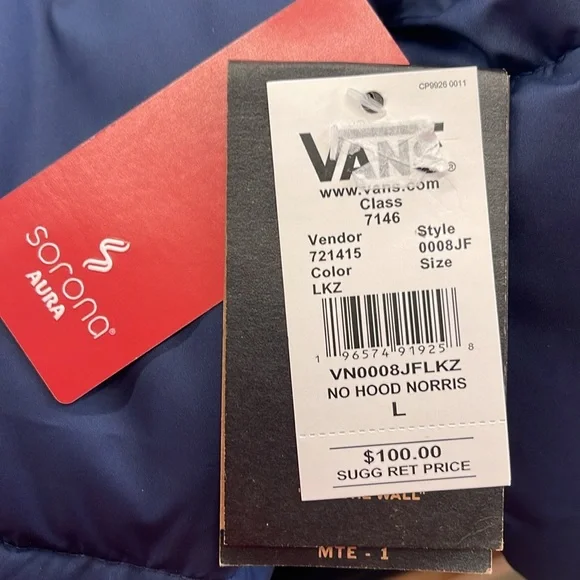 sorona®
AURA
CP9926 0011
VANS®
www.vans.com
Class
7146
Vendor Style
721415 0008JF
Color Size
LKZ
1 96574 91925 8
VN0008JFLKZ
NO HOOD NORRIS
L
$100.00
SUGG RET PRICE
WALL"
MTE - 1